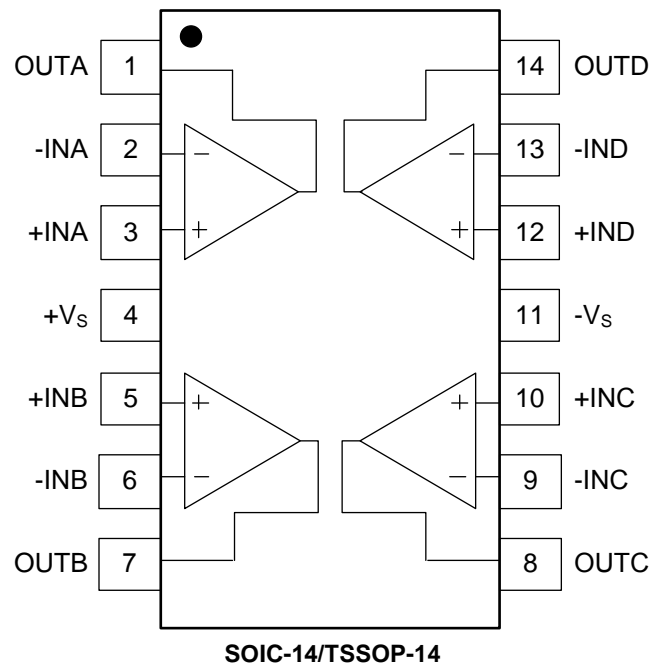 OUTA 1 14 OUTD
-INA 2 − − 13 -IND
+INA 3 + + 12 +IND
+VS 4 11 -VS
+INB 5 + + 10 +INC
-INB 6 − − 9 -INC
OUTB 7 8 OUTC
SOIC-14/TSSOP-14